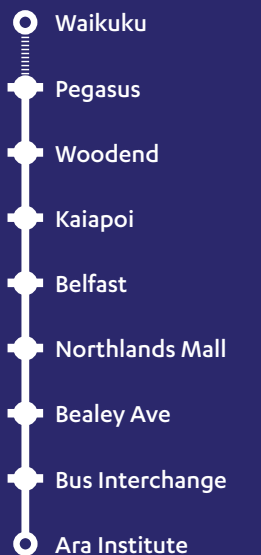 Waikuku
Pegasus
Woodend
Kaiapoi
Belfast
Northlands Mall
Bealey Ave
Bus Interchange
Ara Institute